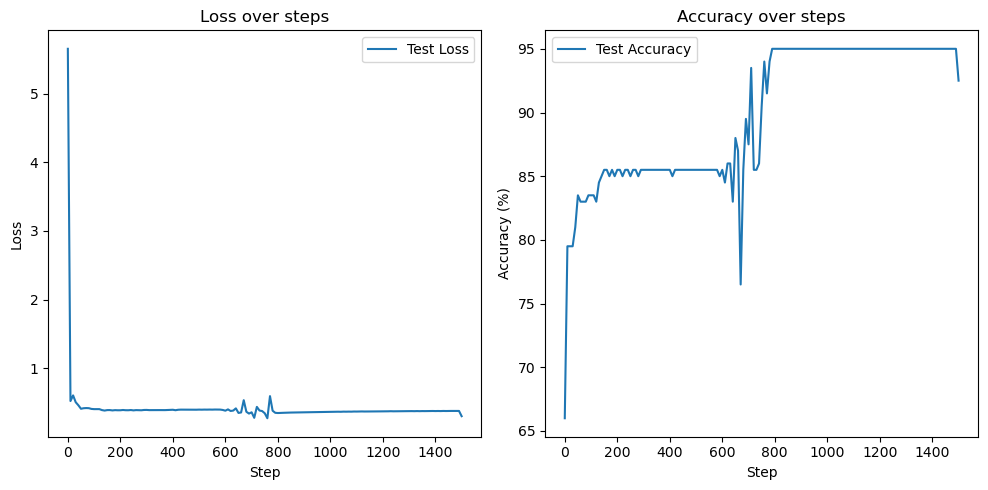 Loss over steps
Test Loss
Loss
5
4
3
2
1
0 200 400 600 800 1000 1200 1400
Step
Accuracy over steps
Test Accuracy
Accuracy (%)
95
90
85
80
75
70
65
0 200 400 600 800 1000 1200 1400
Step